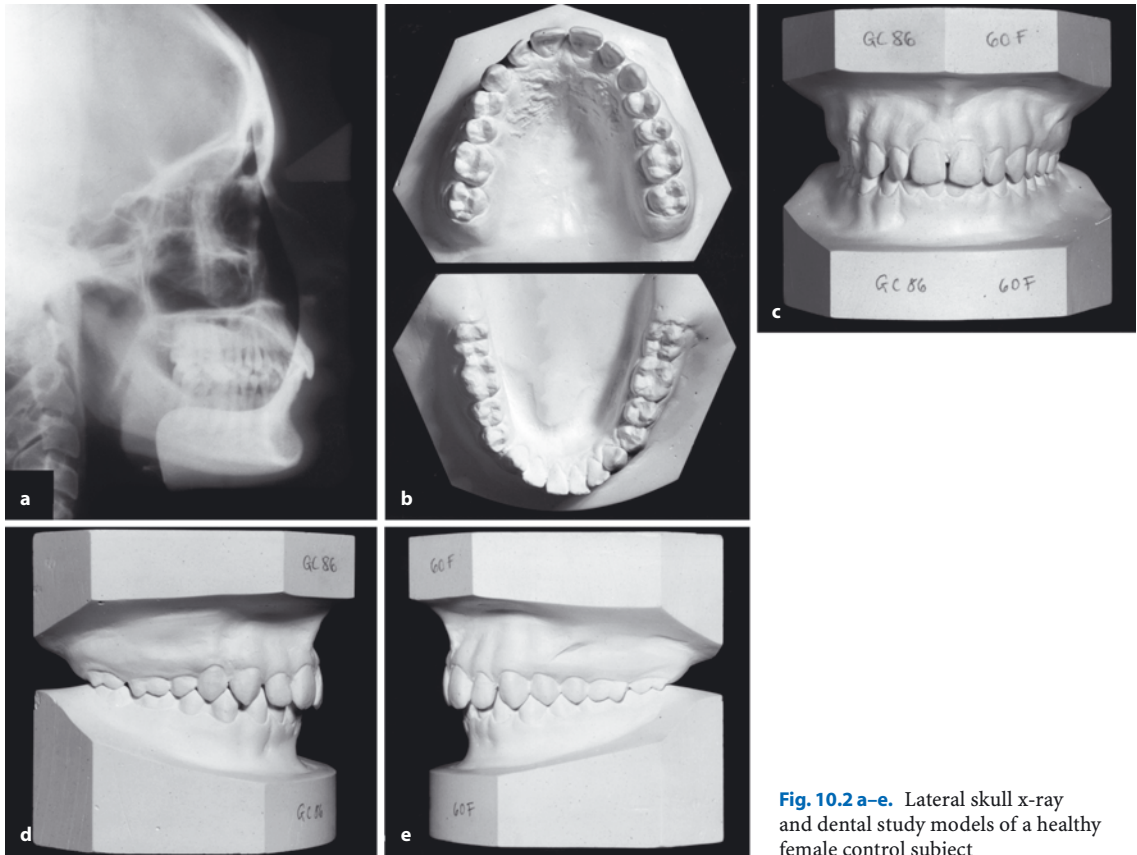 a
b
GC 86 60 F
GC 86 60 F
c
GC 86
GC 86
d
60 F
60 F
e
Fig. 10.2 a–e. Lateral skull x-ray
and dental study models of a healthy
female control subject